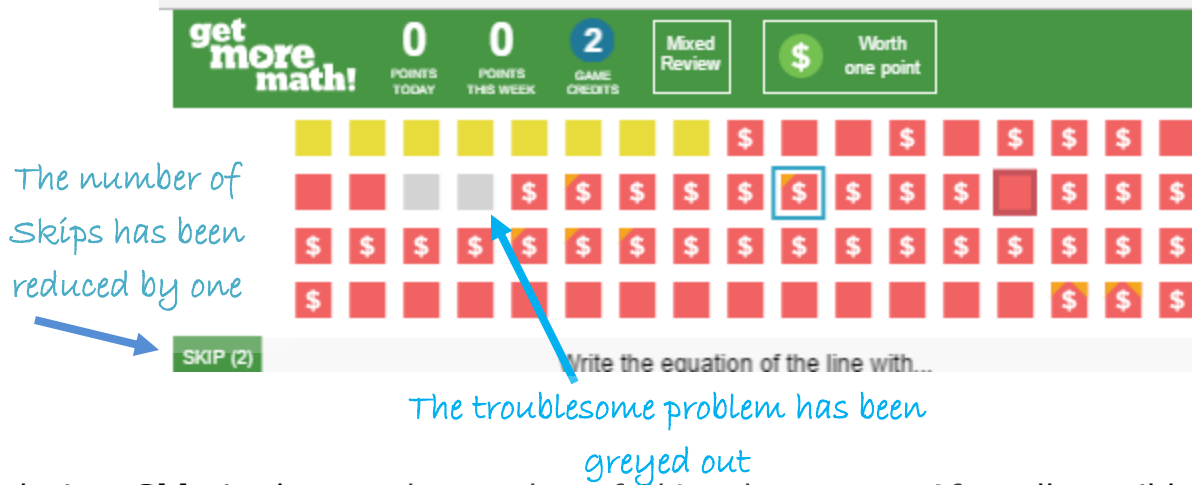 get
more
math!
0
POINTS
TODAY
0
POINTS
THIS WEEK
2
GAME
CREDITS
Mixed
Review
$
Worth
one point
$ $ $ $ $
$ $ $ $ $ $ $ $ $ $
$ $ $ $ $ $ $ $ $ $ $ $ $ $ $ $ $
$ $ $ $
The number of
Skips has been
reduced by one
SKIP (2)
Write the equation of the line with...
The troublesome problem has been
greyed out